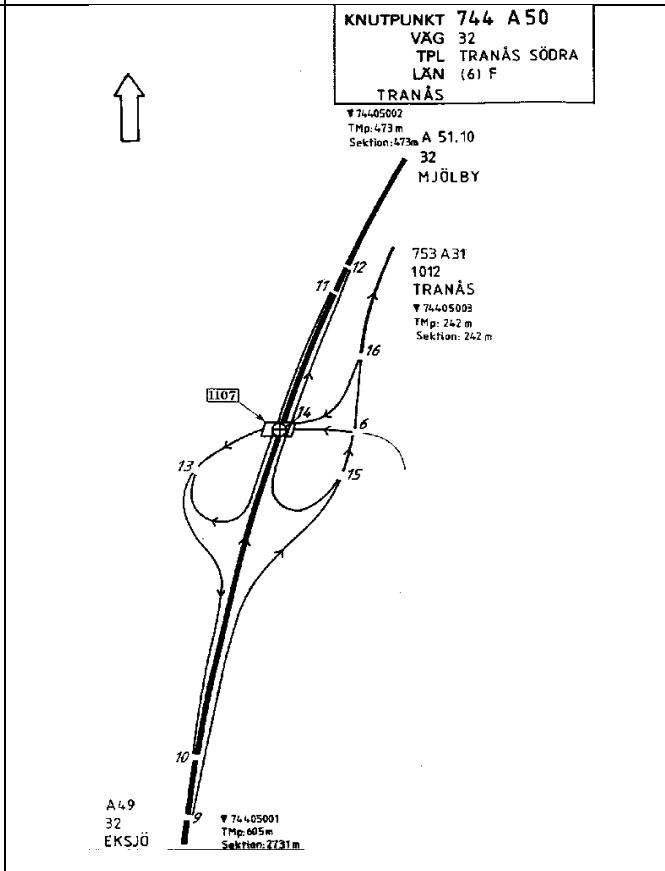 KNUTPUNKT 744 A50
VÄG 32
TPL TRANÅS SÖDRA
LÄN (6) F
TRANÅS
▼ 74405002
TMp: 473 m
Sektion: 473m
A 51.10
32
MJÖLBY
753 A31
1012
TRANÅS
▼ 74405003
TMp: 242 m
Sektion: 242 m
12
11
16
1107
14
6
13
15
10
9
A49
32
EKSJÖ
▼ 74405001
TMp: 605m
Sektion: 2731 m